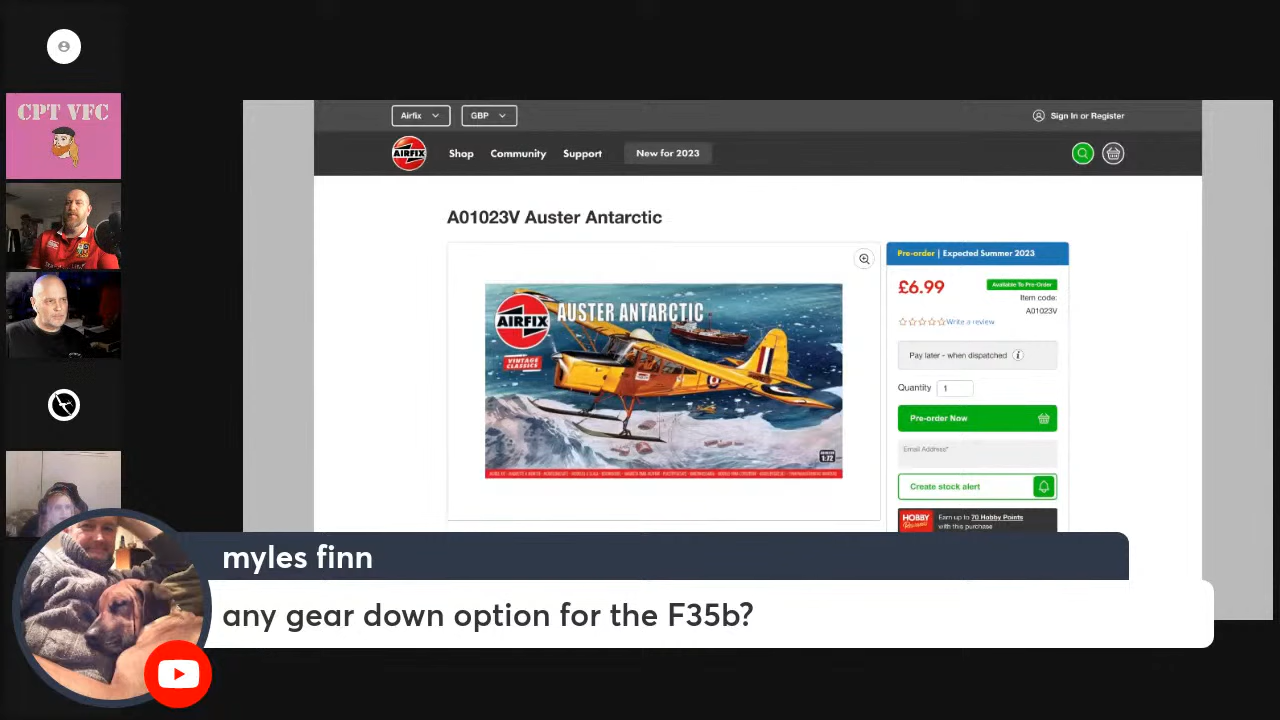 CPT VFC
Airfix
GBP
Sign In or Register
AIRFIX
Shop
Community
Support
New for 2023
A01023V Auster Antarctic
AIRFIX
AUSTER ANTARCTIC
VINTAGE
CLASSICS
1:72
Pre-order | Expected Summer 2023
£6.99
Available To Pre-Order
Item code:
A01023V
Write a review
Pay later - when dispatched
Quantity
1
Pre-order Now
Email Address*
Create stock alert
HOBBY
Earn up to 70 Hobby Points
with this purchase
myles finn
any gear down option for the F35b?